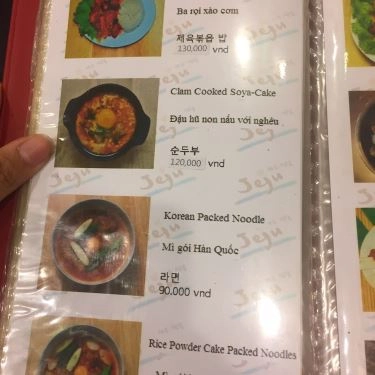 Ba rọi xào cơm
제육볶음 밥
130,000 vnd
Clam Cooked Soya-Cake
Đậu hũ non nấu với nghêu
순두부
120,000 vnd
Jeju
Korean Packed Noodle
Mì gói Hàn Quốc
라면
90.000 vnd
Jeju
Rice Powder Cake Packed Noodles